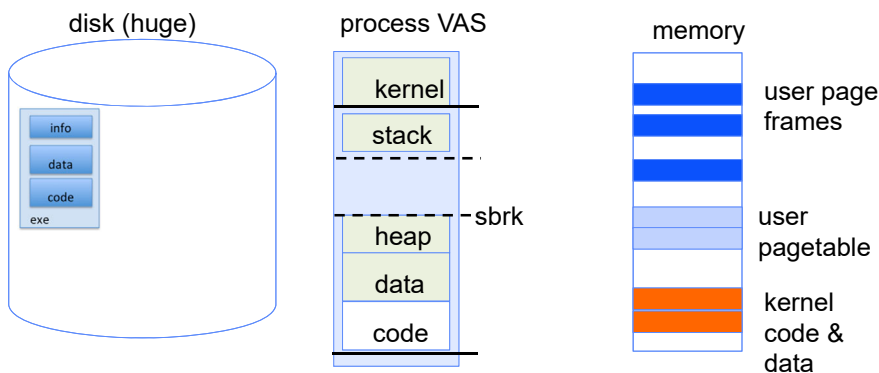 disk (huge)
info
data
code
exe
process VAS
kernel
stack
sbrk
heap
data
code
memory
user page
frames
user
pagetable
kernel
code &
data